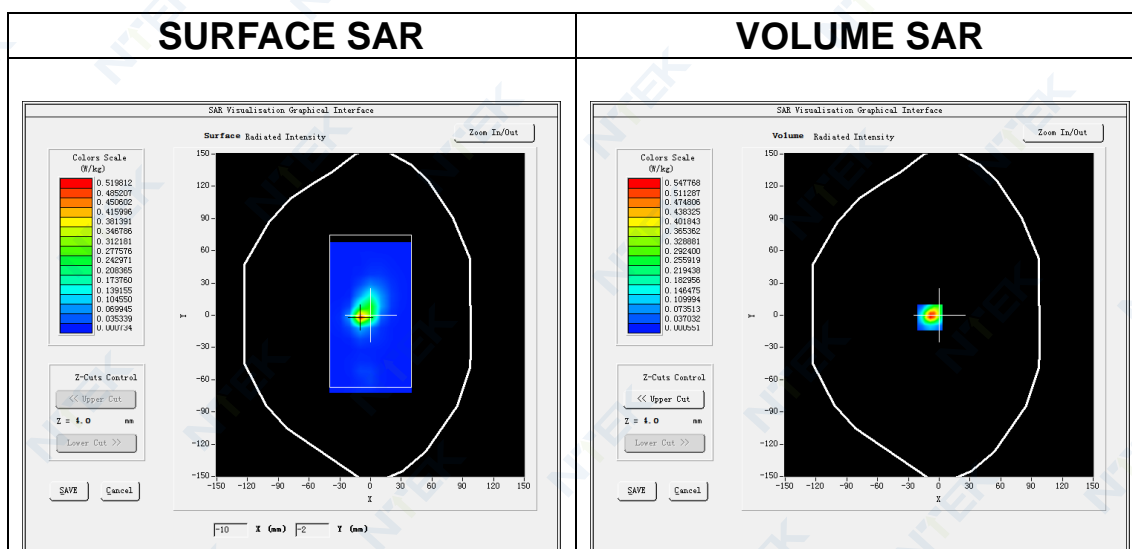 SURFACE SAR
VOLUME SAR
SAR Visualisation Graphical Interface
Surface Radiated Intensity
Zoom In/Out
Colors Scale
(W/kg)
0.519812
0.485207
0.450602
0.415996
0.381391
0.346786
0.312181
0.277576
0.242971
0.208365
0.173760
0.139155
0.104550
0.069945
0.035339
0.000734
Z-Cuts Control
<< Upper Cut
Z = 4.0 mm
Lower Cut >>
SAVE
Cancel
150
120
90
60
30
0
-30
-60
-90
-120
-150
Y
-150 -120 -90 -60 -30 0 30 60 90 120 150
X
-10 X (mm) -2 Y (mm)
SAR Visualisation Graphical Interface
Volume Radiated Intensity
Zoom In/Out
Colors Scale
(W/kg)
0.547768
0.511287
0.474806
0.438325
0.401843
0.365362
0.328881
0.292400
0.255919
0.219438
0.182956
0.146475
0.109994
0.073513
0.037032
0.000551
Z-Cuts Control
<< Upper Cut
Z = 4.0 mm
Lower Cut >>
SAVE
Cancel
150
120
90
60
30
0
-30
-60
-90
-120
-150
Y
-150 -120 -90 -60 -30 0 30 60 90 120 150
X
NTEK